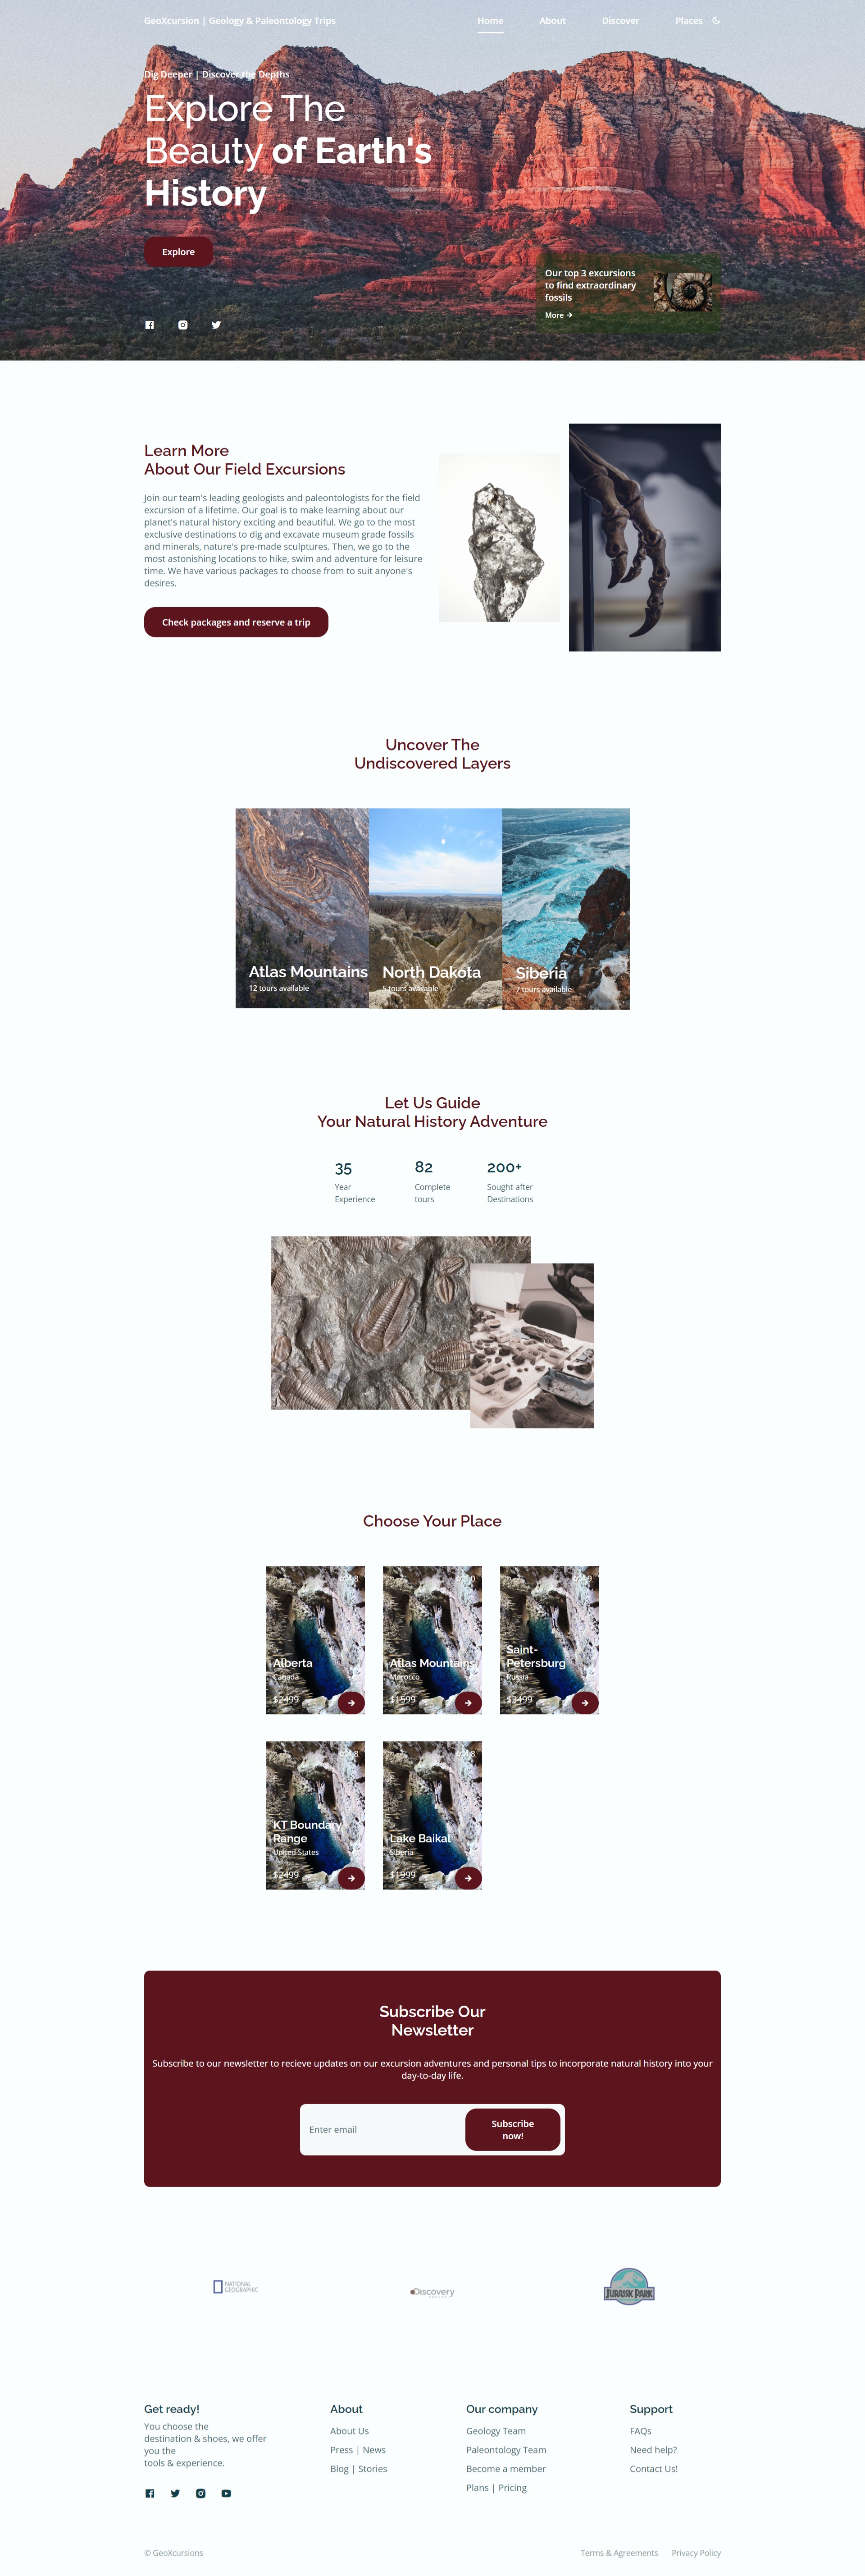 GeoXcursion | Geology & Paleontology Trips
Home
About
Discover
Places
Dig Deeper | Discover the Depths
Explore The
Beauty of Earth's
History
Explore
Our top 3 excursions
to find extraordinary
fossils
More
Learn More
About Our Field Excursions
Join our team's leading geologists and paleontologists for the field
excursion of a lifetime. Our goal is to make learning about our
planet's natural history exciting and beautiful. We go to the most
exclusive destinations to dig and excavate museum grade fossils
and minerals, nature's pre-made sculptures. Then, we go to the
most astonishing locations to hike, swim and adventure for leisure
time. We have various packages to choose from to suit anyone's
desires.
Check packages and reserve a trip
Uncover The
Undiscovered Layers
Atlas Mountains
12 tours available
North Dakota
5 tours available
Siberia
7 tours available
Let Us Guide
Your Natural History Adventure
35
Year
Experience
82
Complete
tours
200+
Sought-after
Destinations
Choose Your Place
Alberta
Canada
$2499
Atlas Mountains
Morocco
$1599
Saint-
Petersburg
Russia
$3499
KT Boundary
Range
United States
$2499
Lake Baikal
Siberia
$1999
Subscribe Our
Newsletter
Subscribe to our newsletter to recieve updates on our excursion adventures and personal tips to incorporate natural history into your
day-to-day life.
Enter email
Subscribe
now!
NATIONAL
GEOGRAPHIC
Discovery
CHANNEL
JURASSIC PARK
Get ready!
You choose the
destination & shoes, we offer
you the
tools & experience.
About
About Us
Press | News
Blog | Stories
Our company
Geology Team
Paleontology Team
Become a member
Plans | Pricing
Support
FAQs
Need help?
Contact Us!
© GeoXcursions
Terms & Agreements
Privacy Policy